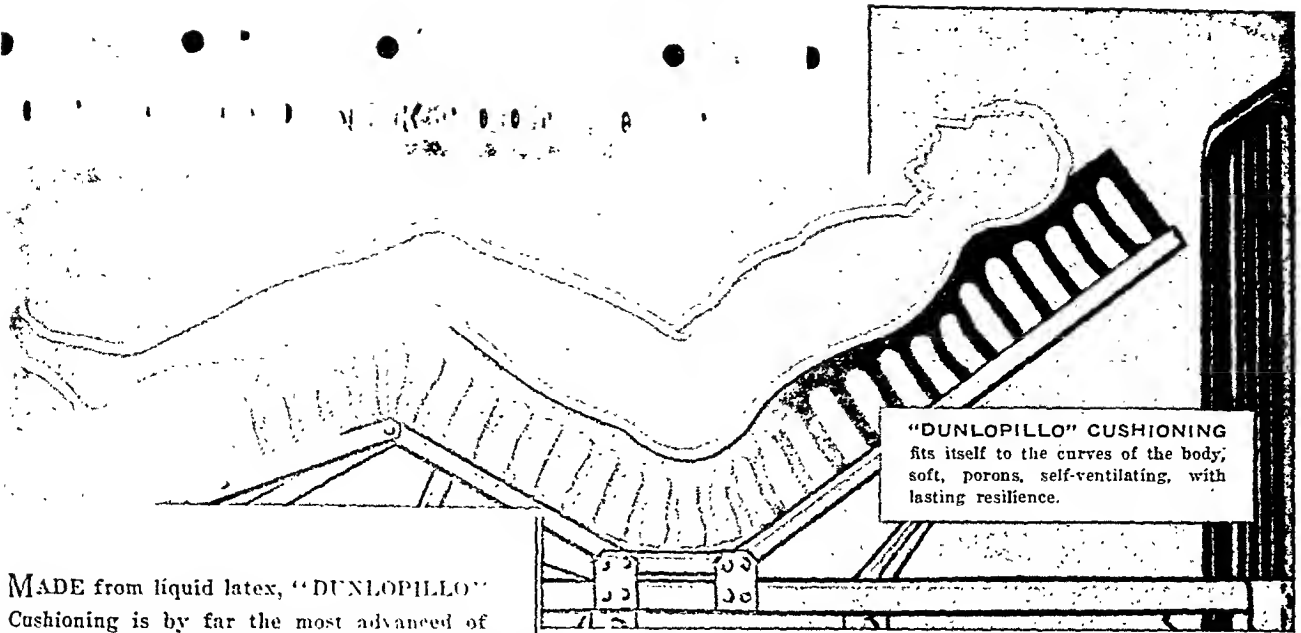 "DUNLOPILLO" CUSHIONING
fits itself to the curves of the body,
soft, porons, self-ventilating, with
lasting resilience.
MADE from liquid latex, "DUNLOPILLO"
Cushioning is by far the most advanced of